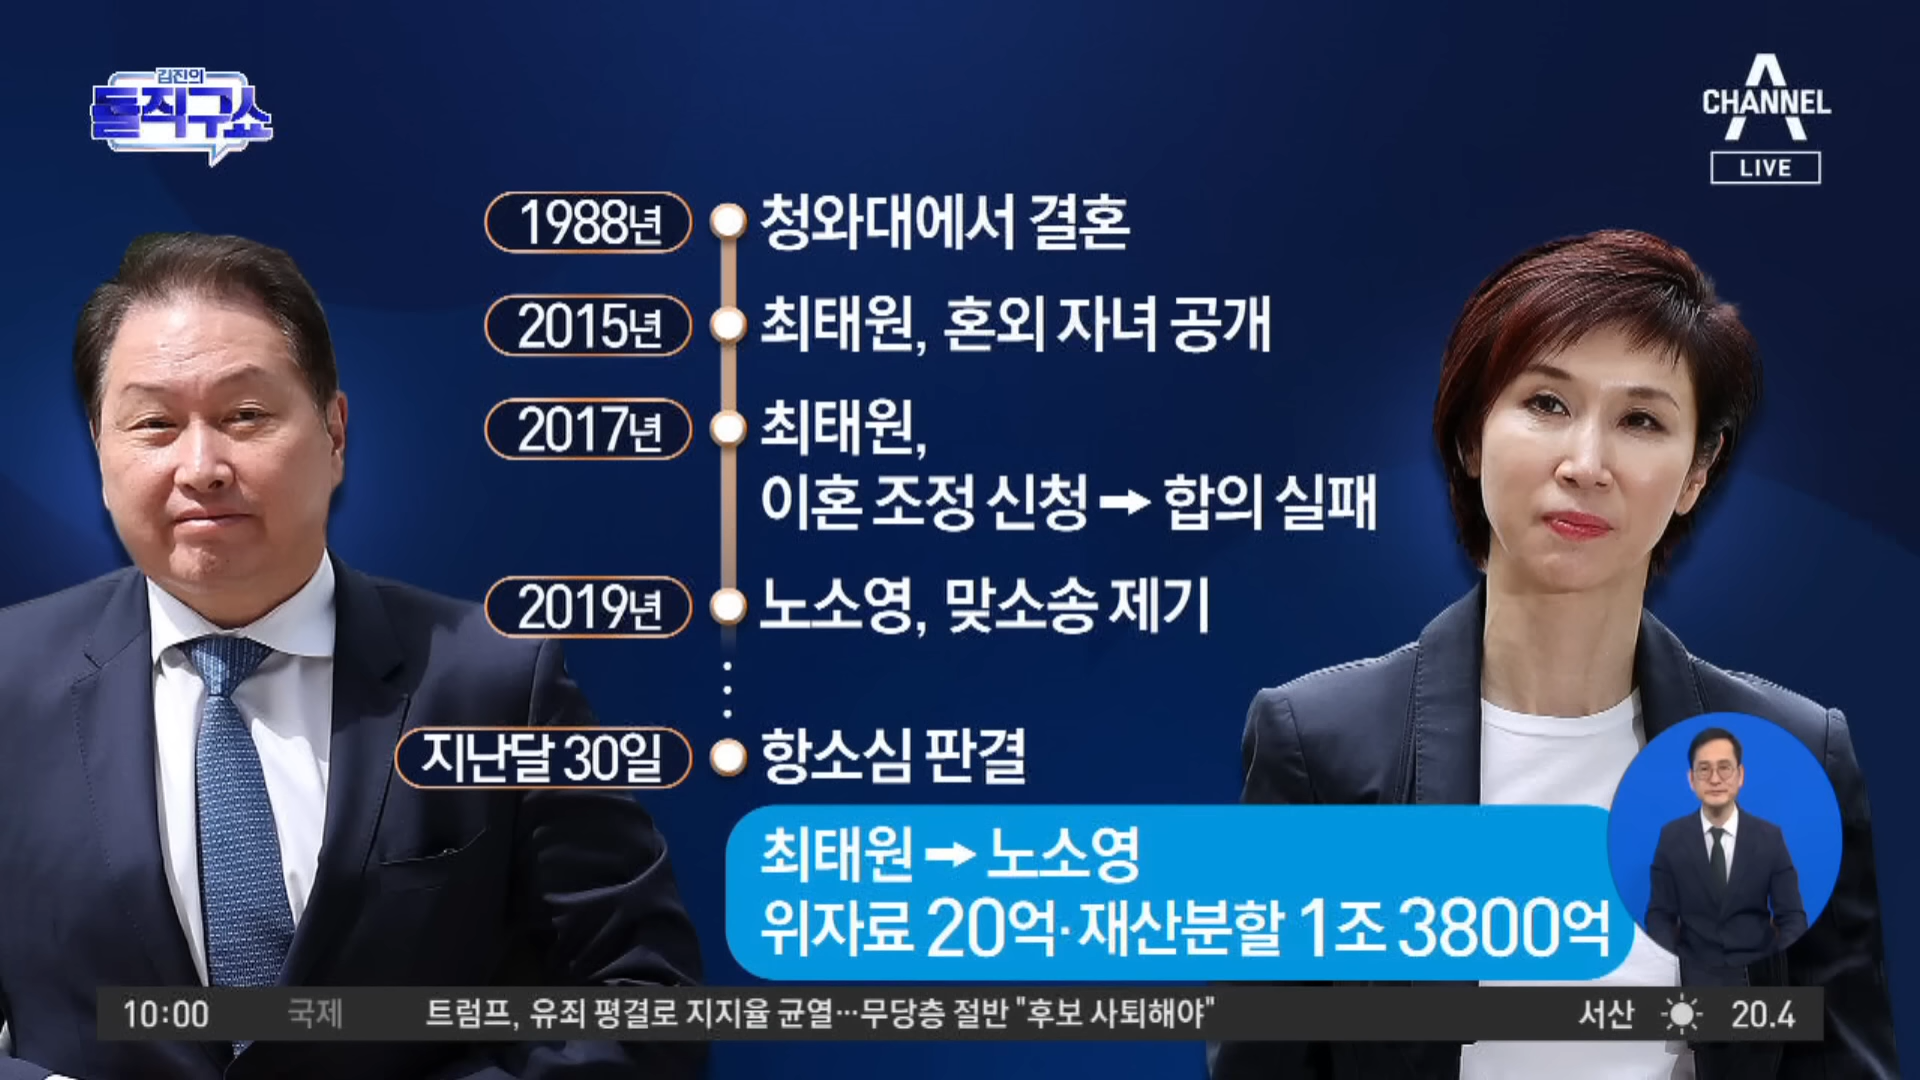 김진의
돌직구쇼
CHANNEL A
LIVE
1988년 청와대에서 결혼
2015년 최태원, 혼외 자녀 공개
2017년 최태원,
이혼 조정 신청 → 합의 실패
2019년 노소영, 맞소송 제기
지난달 30일 항소심 판결
최태원 → 노소영
위자료 20억·재산분할 1조 3800억
10:00 국제 트럼프, 유죄 평결로 지지율 균열…무당층 절반 "후보 사퇴해야" 서산 20.4